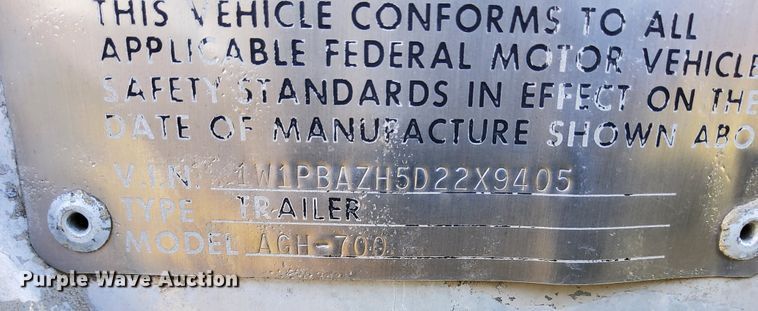 THIS VEHICLE CONFORMS TO ALL
APPLICABLE FEDERAL MOTOR VEHICLE
SAFETY STANDARDS IN EFFECT ON THE
DATE OF MANUFACTURE SHOWN ABO
V.I.N. 1W1PBAZH5D22X9405
TYPE TRAILER
MODEL AGH-700
Purple Wave Auction